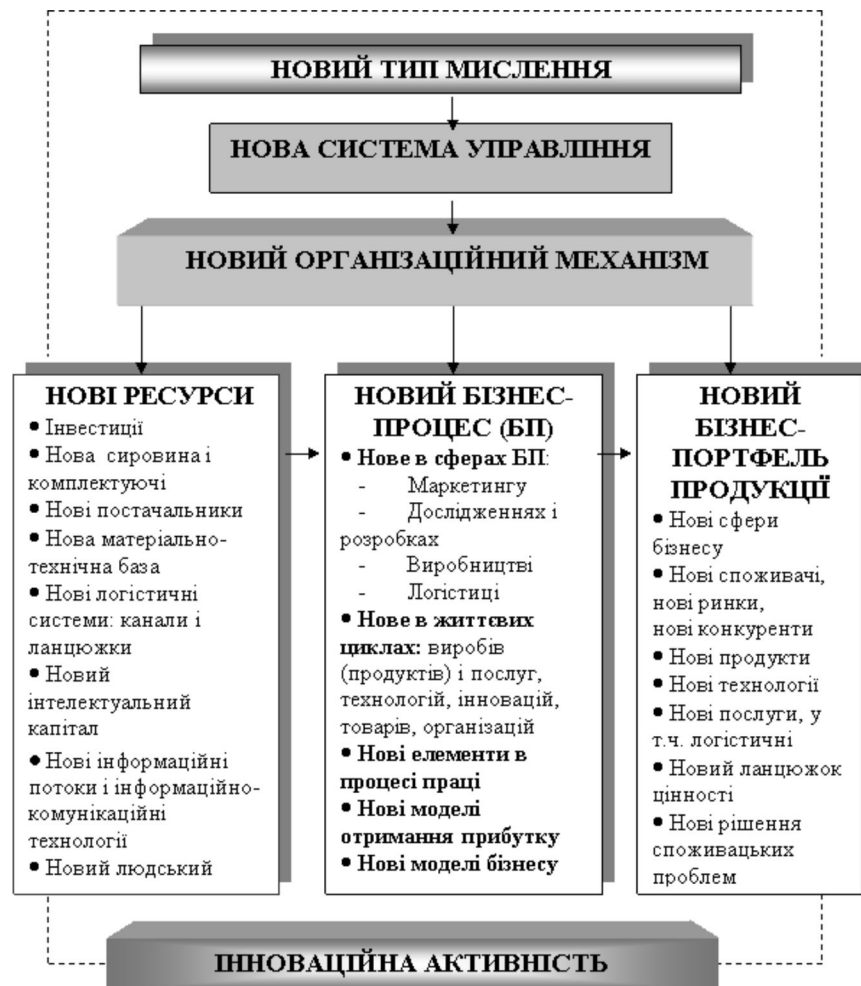 НОВИЙ ТИП МИСЛЕННЯ
НОВА СИСТЕМА УПРАВЛІННЯ
НОВИЙ ОРГАНІЗАЦІЙНИЙ МЕХАНІЗМ
НОВІ РЕСУРСИ
● Інвестиції
● Нова сировина і
комплектуючі
● Нові постачальники
● Нова матеріально-
технічна база
● Нові логістичні
системи: канали і
ланцюжки
● Новий
інтелектуальний
капітал
● Нові інформаційні
потоки і інформаційно-
комунікаційні
технології
● Новий людський
НОВИЙ БІЗНЕС-
ПРОЦЕС (БП)
● Нове в сферах БП:
- Маркетингу
- Дослідженнях і
розробках
- Виробництві
- Логістиці
● Нове в життєвих
циклах: виробів
(продуктів) і послуг,
технологій, інновацій,
товарів, організацій
● Нові елементи в
процесі праці
● Нові моделі
отримання прибутку
● Нові моделі бізнесу
НОВИЙ
БІЗНЕС-
ПОРТФЕЛЬ
ПРОДУКЦІЇ
● Нові сфери
бізнесу
● Нові споживачі,
нові ринки,
нові конкуренти
● Нові продукти
● Нові технології
● Нові послуги, у
т.ч. логістичні
● Новий ланцюжок
цінності
● Нові рішення
споживацьких
проблем
ІННОВАЦІЙНА АКТИВНІСТЬ